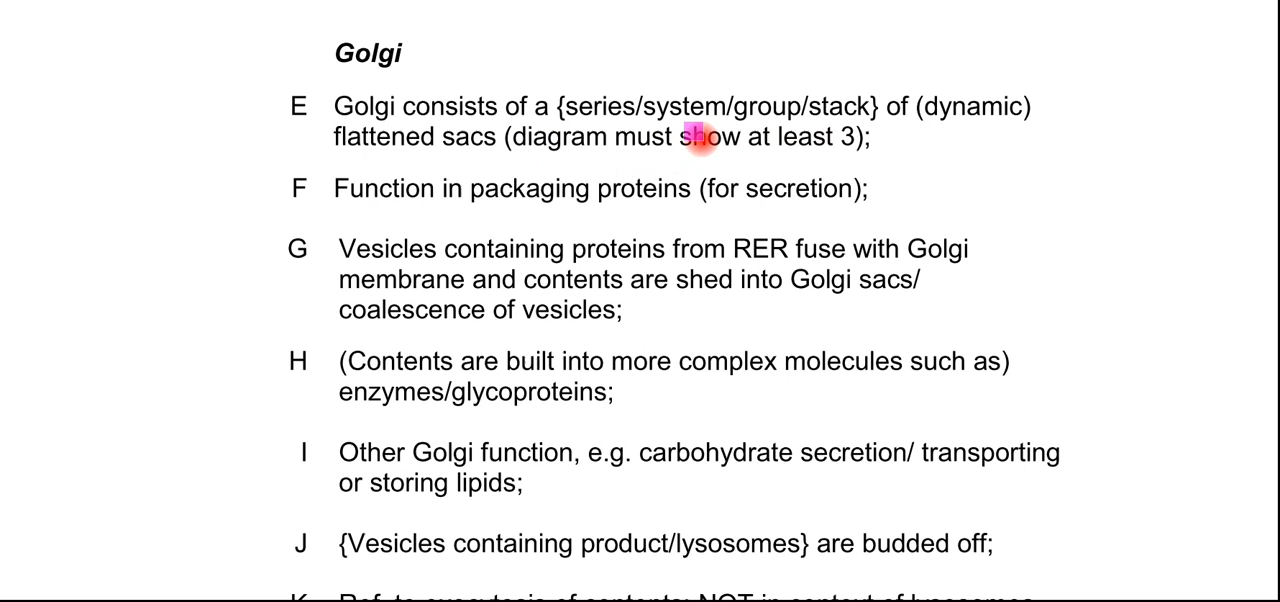 Golgi
E Golgi consists of a {series/system/group/stack} of (dynamic)
flattened sacs (diagram must show at least 3);
F Function in packaging proteins (for secretion);
G Vesicles containing proteins from RER fuse with Golgi
membrane and contents are shed into Golgi sacs/
coalescence of vesicles;
H (Contents are built into more complex molecules such as)
enzymes/glycoproteins;
I Other Golgi function, e.g. carbohydrate secretion/ transporting
or storing lipids;
J {Vesicles containing product/lysosomes} are budded off;